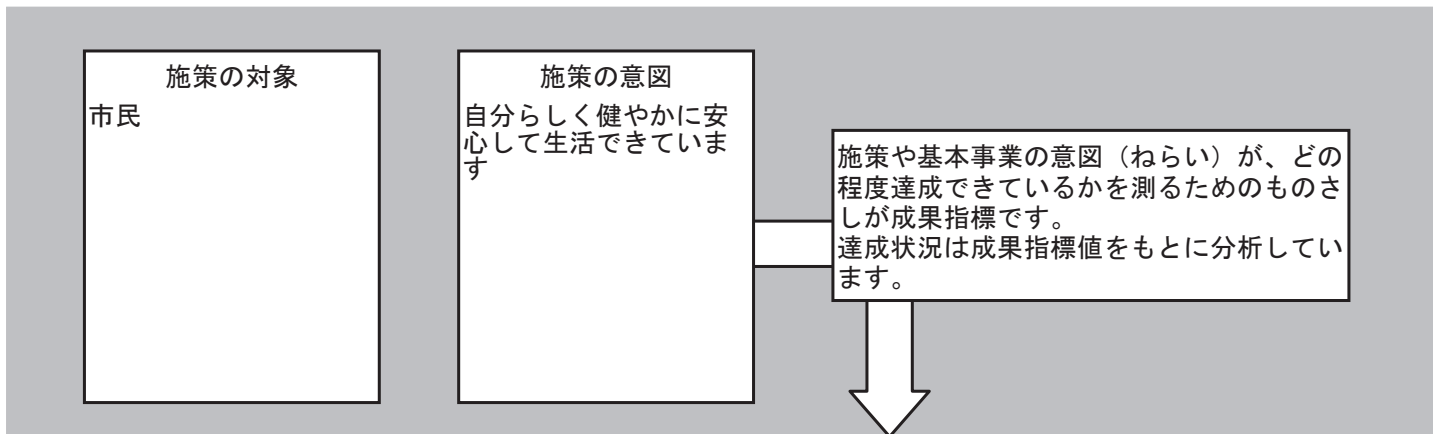 施策の対象
市民
施策の意図
自分らしく健やかに安
心して生活できていま
す
施策や基本事業の意図（ねらい）が、どの
程度達成できているかを測るためのものさ
しが成果指標です。
達成状況は成果指標値をもとに分析してい
ます。